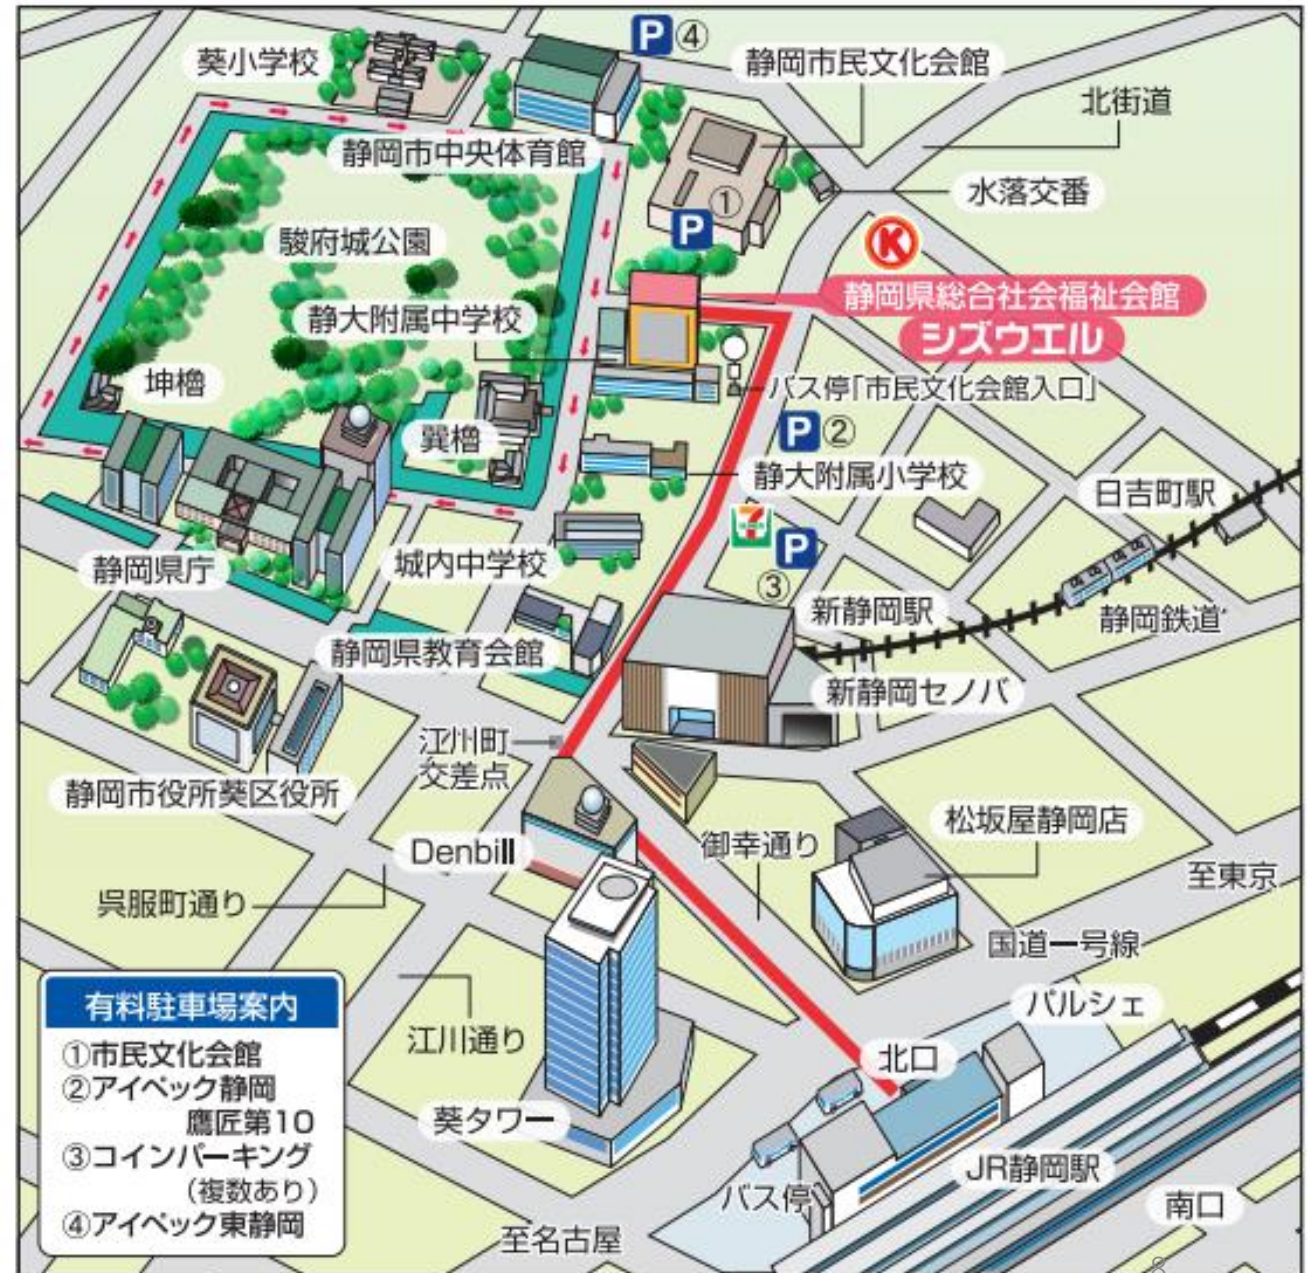 P④
葵小学校
静岡市民文化会館
北街道
静岡市中央体育館
水落交番
①
P
K
駿府城公園
静岡県総合社会福祉会館
シズウエル
静大附属中学校
坤櫓
バス停「市民文化会館入口」
巽櫓
P②
静大附属小学校
日吉町駅
7
P
③
静岡県庁
城内中学校
新静岡駅
静岡鉄道
静岡県教育会館
新静岡セノバ
江川町
交差点
静岡市役所葵区役所
松坂屋静岡店
Denbill
御幸通り
至東京
呉服町通り
国道一号線
パルシェ
江川通り
北口
葵タワー
JR静岡駅
バス停
南口
至名古屋
有料駐車場案内
①市民文化会館
②アイペック静岡
鷹匠第10
③コインパーキング
（複数あり）
④アイペック東静岡